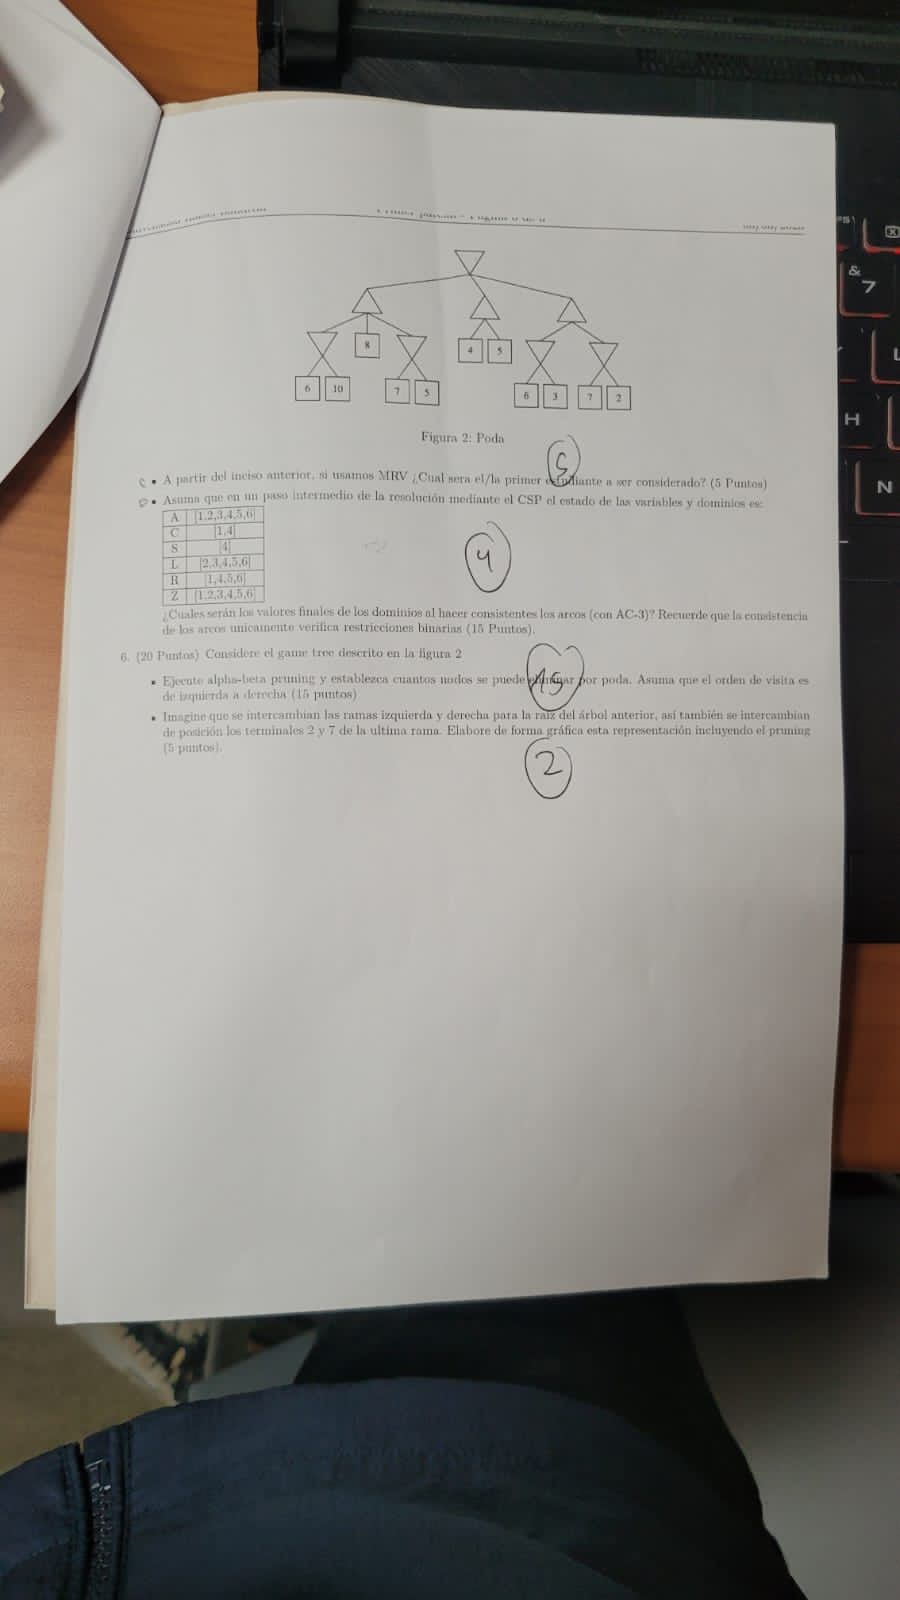 8
4 5
6 10 7 5 6 3 7 2
Figura 2: Poda
A partir del inciso anterior, si usamos MRV ¿Cual sera el/la primer estudiante a ser considerado? (5 Puntos)
5
Asuma que en un paso intermedio de la resolución mediante el CSP el estado de las variables y dominios es:
A [1,2,3,4,5,6]
C [1,4]
S [4]
L [2,3,4,5,6]
R [1,4,5,6]
Z [1,2,3,4,5,6]
4
¿Cuales serán los valores finales de los dominios al hacer consistentes los arcos (con AC-3)? Recuerde que la consistencia
de los arcos unicamente verifica restricciones binarias (15 Puntos).
6. (20 Puntos) Considere el game tree descrito en la figura 2
Ejecute alpha-beta pruning y establezca cuantos nodos se puede eliminar por poda. Asuma que el orden de visita es
de izquierda a derecha (15 puntos)
15
Imagine que se intercambian las ramas izquierda y derecha para la raíz del árbol anterior, así también se intercambian
de posición los terminales 2 y 7 de la ultima rama. Elabore de forma gráfica esta representación incluyendo el pruning
(5 puntos).
2
&
7
H
N